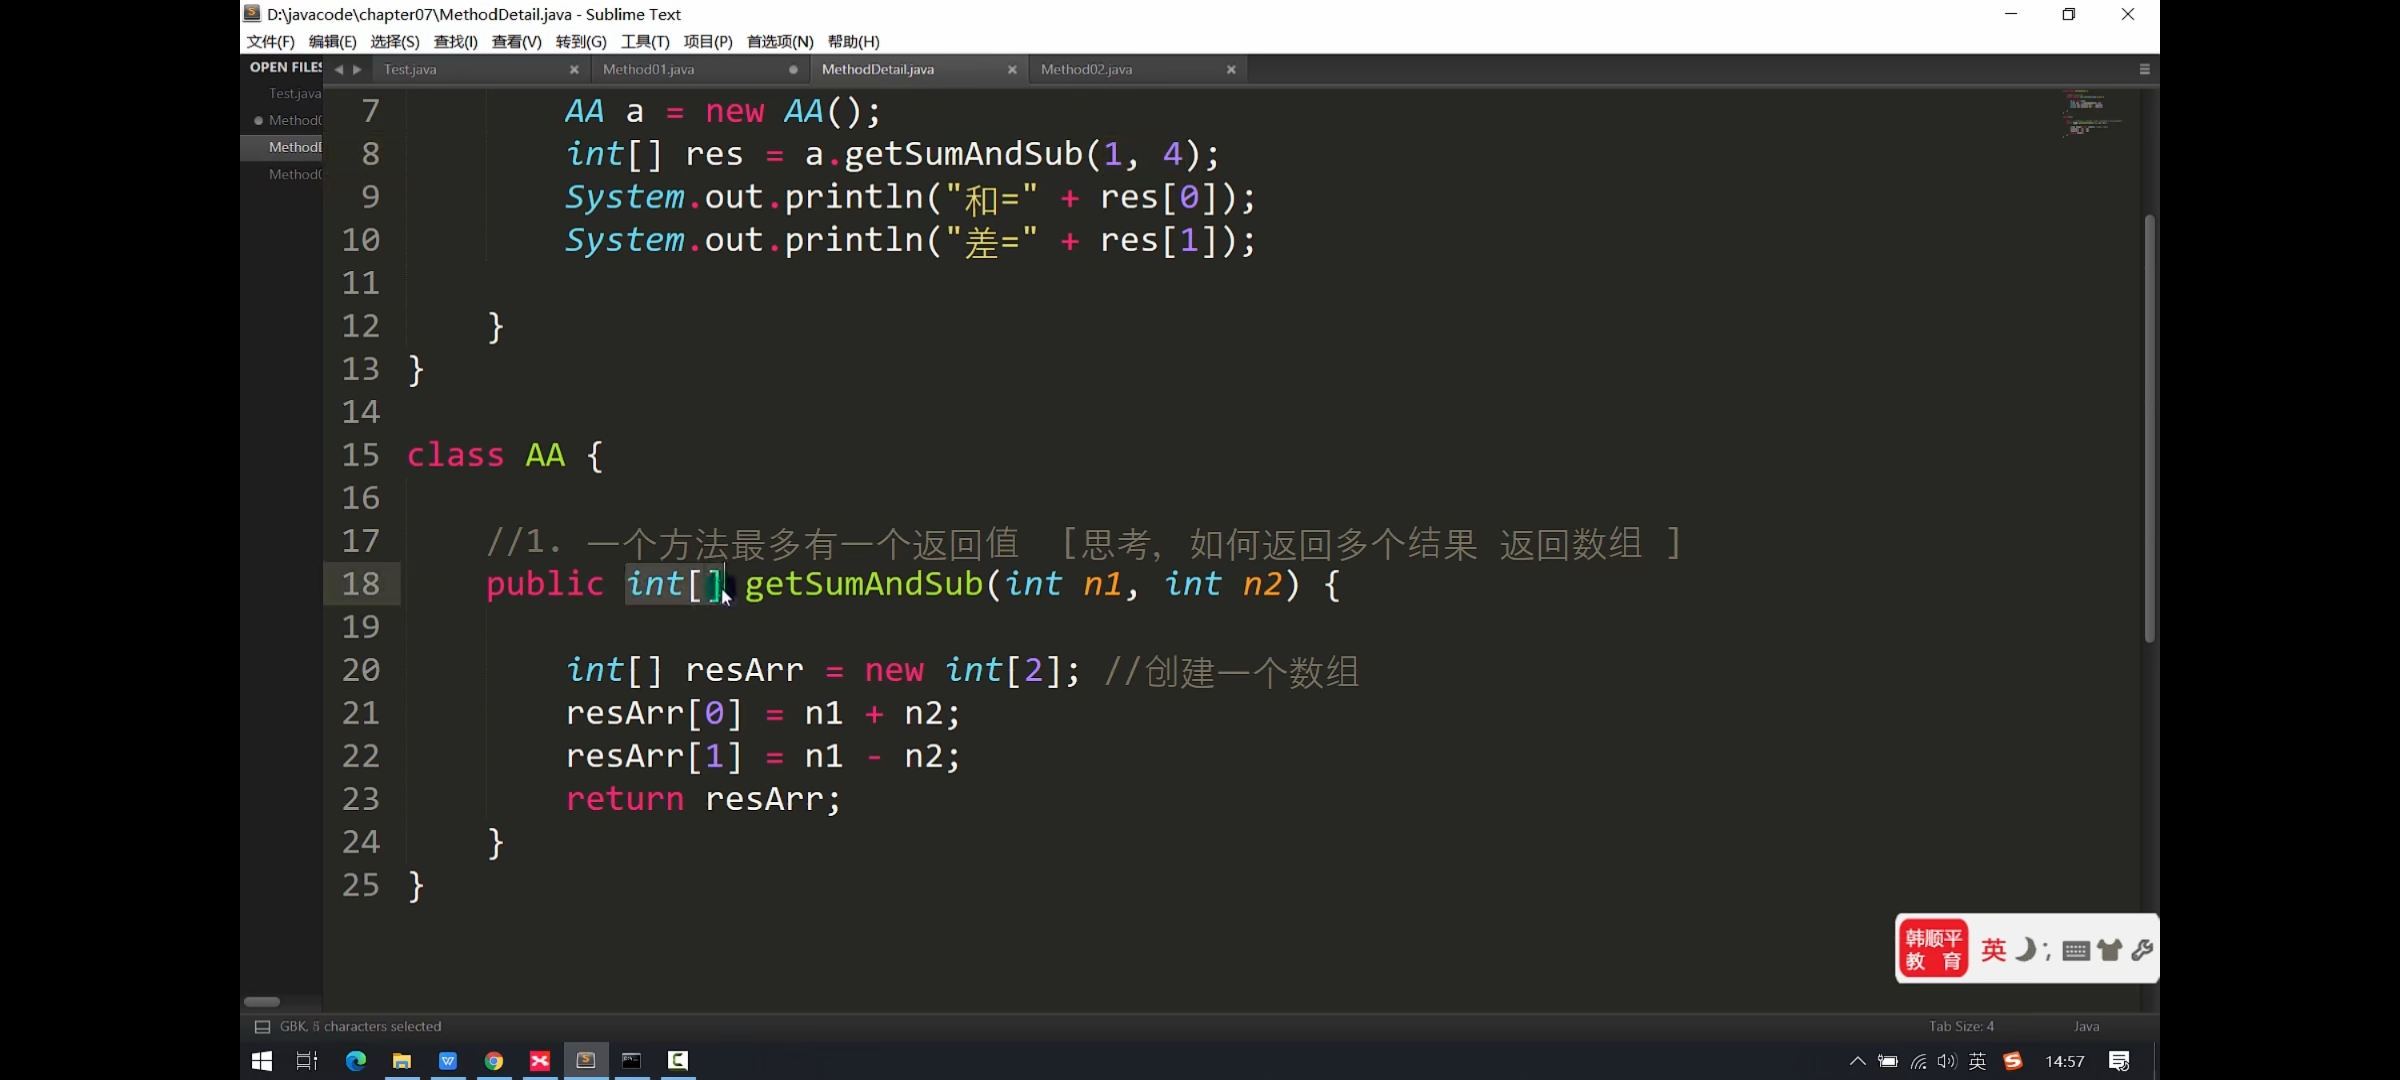 D:\javacode\chapter07\MethodDetail.java - Sublime Text
文件(F) 编辑(E) 选择(S) 查找(I) 查看(V) 转到(G) 工具(T) 项目(P) 首选项(N) 帮助(H)
OPEN FILES
Test.java
Method01.java
MethodDetail.java
Method02.java
Test.java
7 AA a = new AA();
8 int[] res = a.getSumAndSub(1, 4);
9 System.out.println("和=" + res[0]);
10 System.out.println("差=" + res[1]);
11
12 }
13 }
14
15 class AA {
16
17 //1. 一个方法最多有一个返回值 [思考, 如何返回多个结果 返回数组 ]
18 public int[] getSumAndSub(int n1, int n2) {
19
20 int[] resArr = new int[2]; //创建一个数组
21 resArr[0] = n1 + n2;
22 resArr[1] = n1 - n2;
23 return resArr;
24 }
25 }
韩顺平
教 育
英 ;
GBK, characters selected
Tab Size: 4
Java
英
14:57